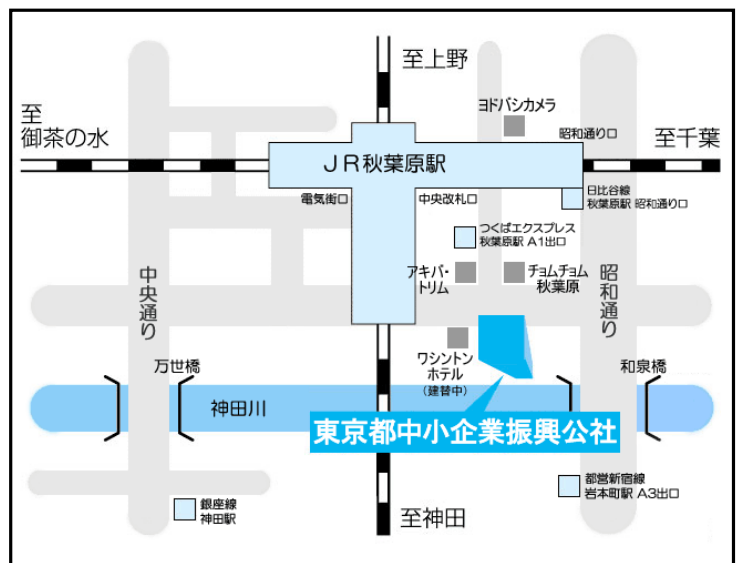 至上野
至
御茶の水
ヨドバシカメラ
昭和通り口
至千葉
JR秋葉原駅
電気街口
中央改札口
日比谷線
秋葉原駅 昭和通り口
つくばエクスプレス
秋葉原駅 A1出口
アキバ・
トリム
チョムチョム
秋葉原
中央通り
昭和通り
万世橋
ワシントン
ホテル
(建替中)
和泉橋
神田川
東京都中小企業振興公社
都営新宿線
岩本町駅 A3出口
銀座線
神田駅
至神田